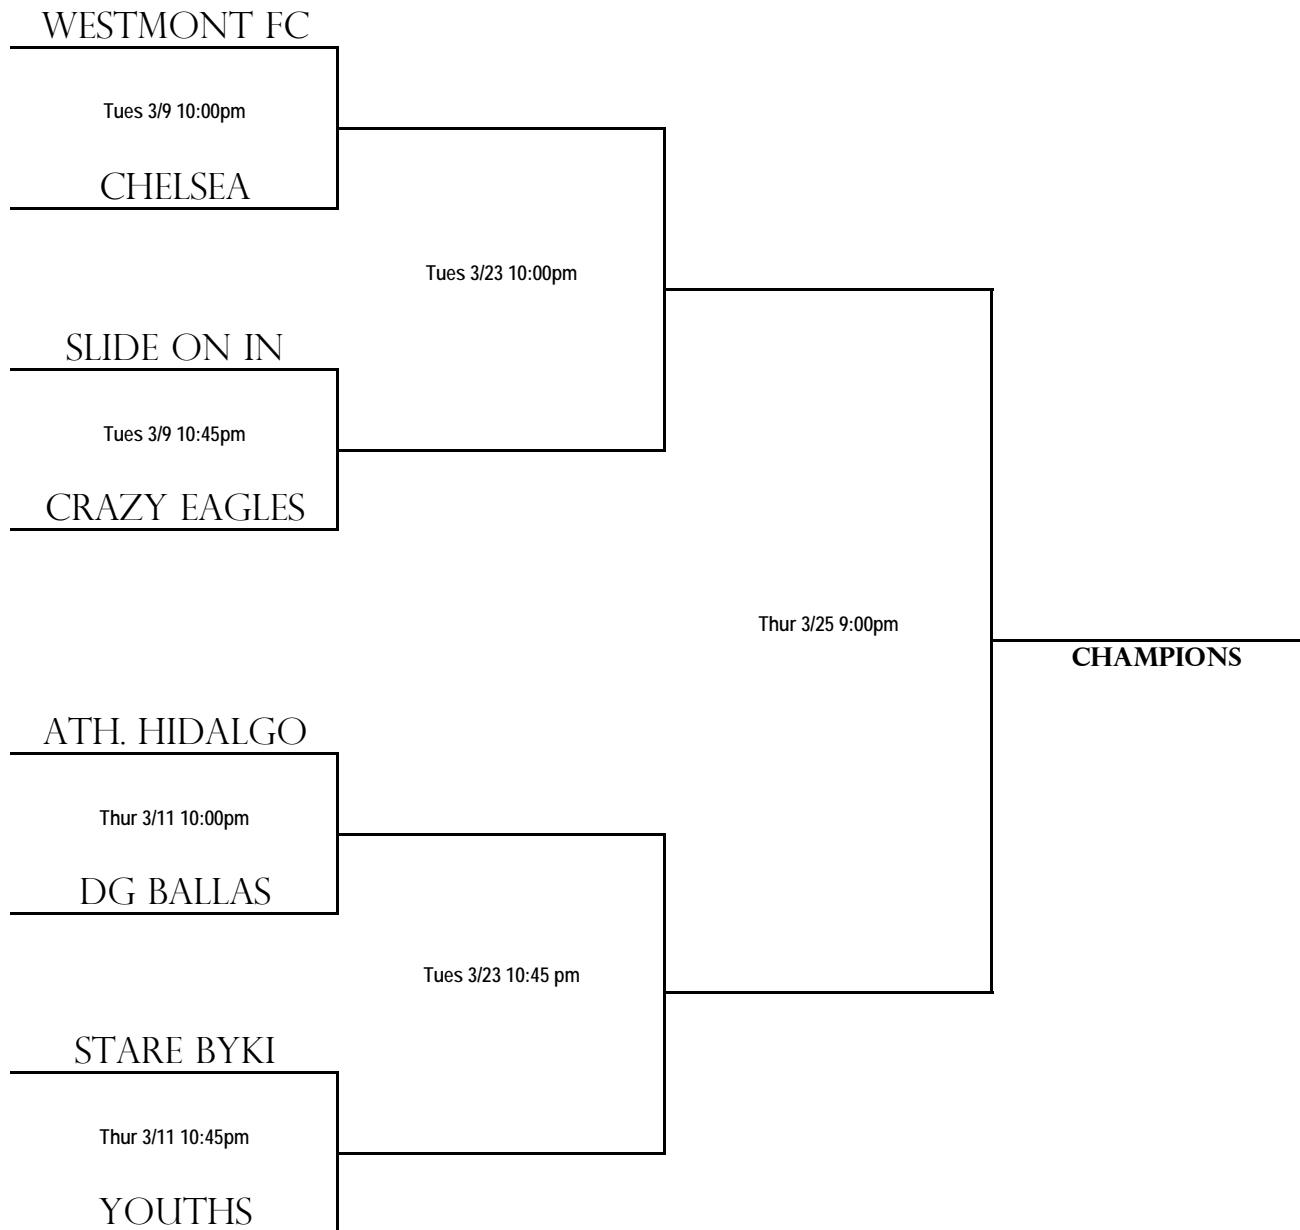 WESTMONT FC
Tues 3/9 10:00pm
CHELSEA
Tues 3/23 10:00pm
SLIDE ON IN
Tues 3/9 10:45pm
CRAZY EAGLES
Thur 3/25 9:00pm
CHAMPIONS
ATH. HIDALGO
Thur 3/11 10:00pm
DG BALLAS
Tues 3/23 10:45 pm
STARE BYKI
Thur 3/11 10:45pm
YOUTHS